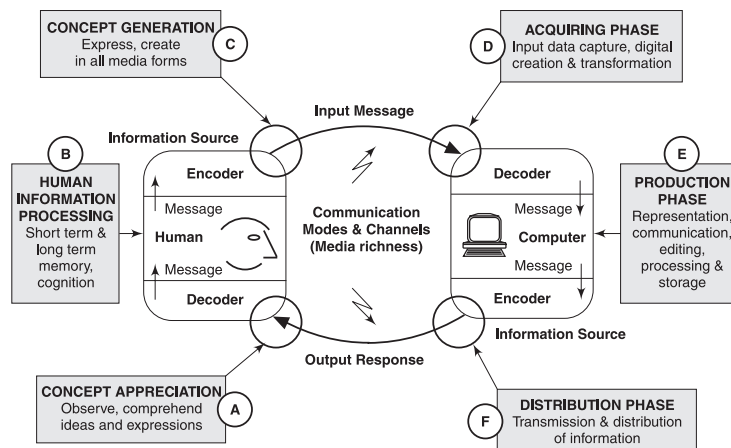 CONCEPT GENERATION
Express, create
in all media forms
C
ACQUIRING PHASE
Input data capture, digital
creation & transformation
D
Input Message
Information Source
B
HUMAN
INFORMATION
PROCESSING
Short term &
long term
memory,
cognition
Encoder
Message
Human
Message
Decoder
Communication
Modes & Channels
(Media richness)
Decoder
Message
Computer
Message
Encoder
E
PRODUCTION
PHASE
Representation,
communication,
editing,
processing &
storage
Information Source
Output Response
CONCEPT APPRECIATION
Observe, comprehend
ideas and expressions
A
DISTRIBUTION PHASE
Transmission & distribution
of information
F